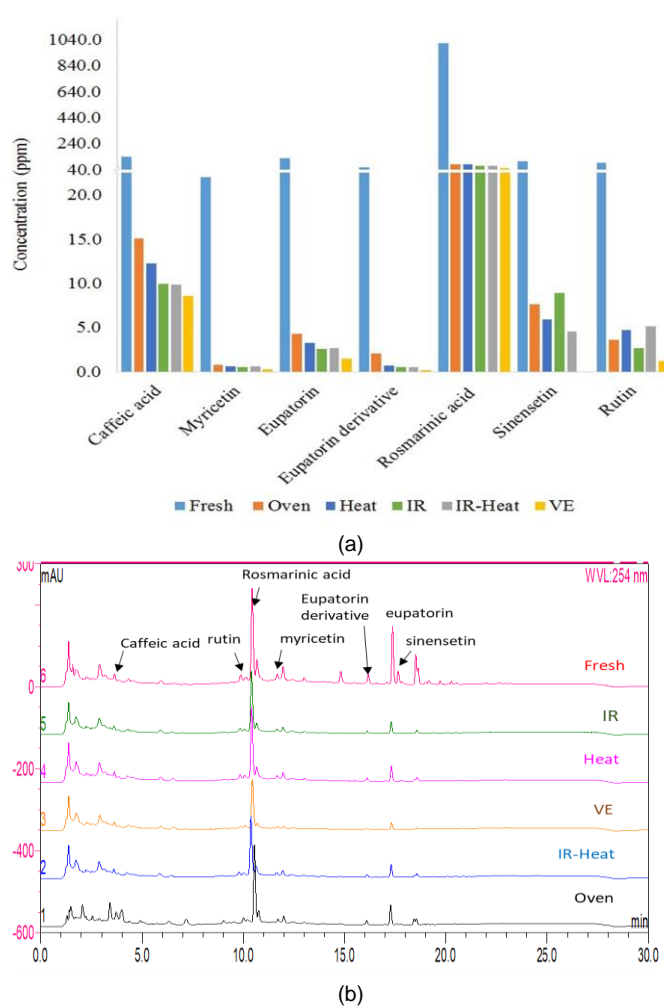 1040.0
840.0
640.0
440.0
240.0
40.0
20.0
15.0
10.0
5.0
0.0
Concentration (ppm)
Caffeic acid
Myricetin
Eupatorin
Eupatorin derivative
Rosmarinic acid
Sinensetin
Rutin
Fresh Oven Heat IR IR-Heat VE
(a)
300
mAU
WVL:254 nm
Rosmarinic acid
Caffeic acid
rutin
myricetin
Eupatorin
derivative
eupatorin
sinensetin
6
Fresh
0
5
IR
4
Heat
-200
3
VE
-400
2
IR-Heat
1
Oven
-600
min
0.0 5.0 10.0 15.0 20.0 25.0 30.0
(b)